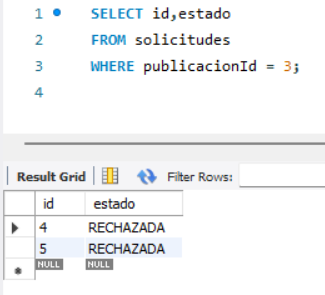 1 SELECT id,estado
2 FROM solicitudes
3 WHERE publicacionId = 3;
4
Result Grid Filter Rows:
id estado
4 RECHAZADA
5 RECHAZADA
NULL NULL